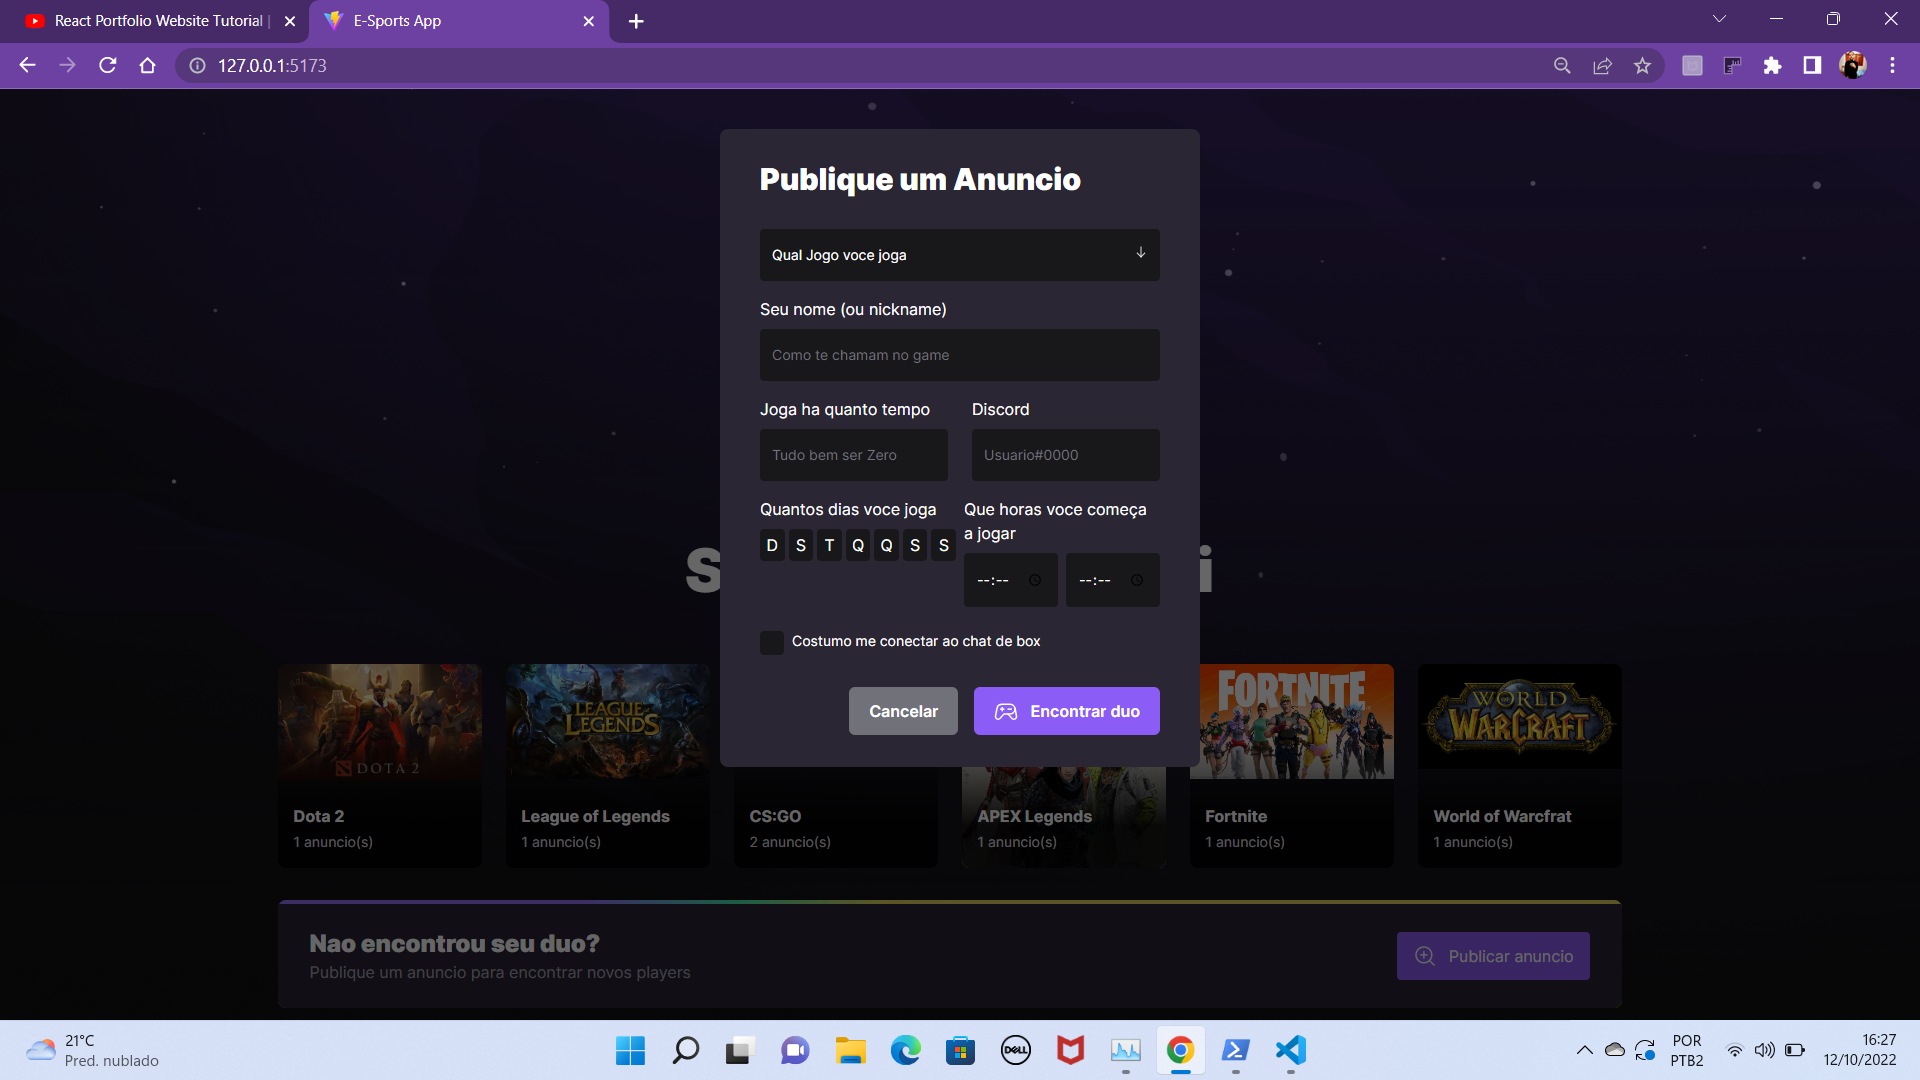 React Portfolio Website Tutorial |
E-Sports App
127.0.0.1:5173
Publique um Anuncio
Qual Jogo voce joga
Seu nome (ou nickname)
Como te chamam no game
Joga ha quanto tempo
Discord
Tudo bem ser Zero
Usuario#0000
Quantos dias voce joga
Que horas voce começa
a jogar
D S T Q Q S S
--:--
--:--
S
i
Costumo me conectar ao chat de box
Cancelar
Encontrar duo
DOTA 2
LEAGUE OF
LEGENDS
FORTNITE
WORLD
OF
WARCRAFT
Dota 2
1 anuncio(s)
League of Legends
1 anuncio(s)
CS:GO
2 anuncio(s)
APEX Legends
1 anuncio(s)
Fortnite
1 anuncio(s)
World of Warcfrat
1 anuncio(s)
Nao encontrou seu duo?
Publique um anuncio para encontrar novos players
Publicar anuncio
21°C
Pred. nublado
DELL
POR
PTB2
16:27
12/10/2022